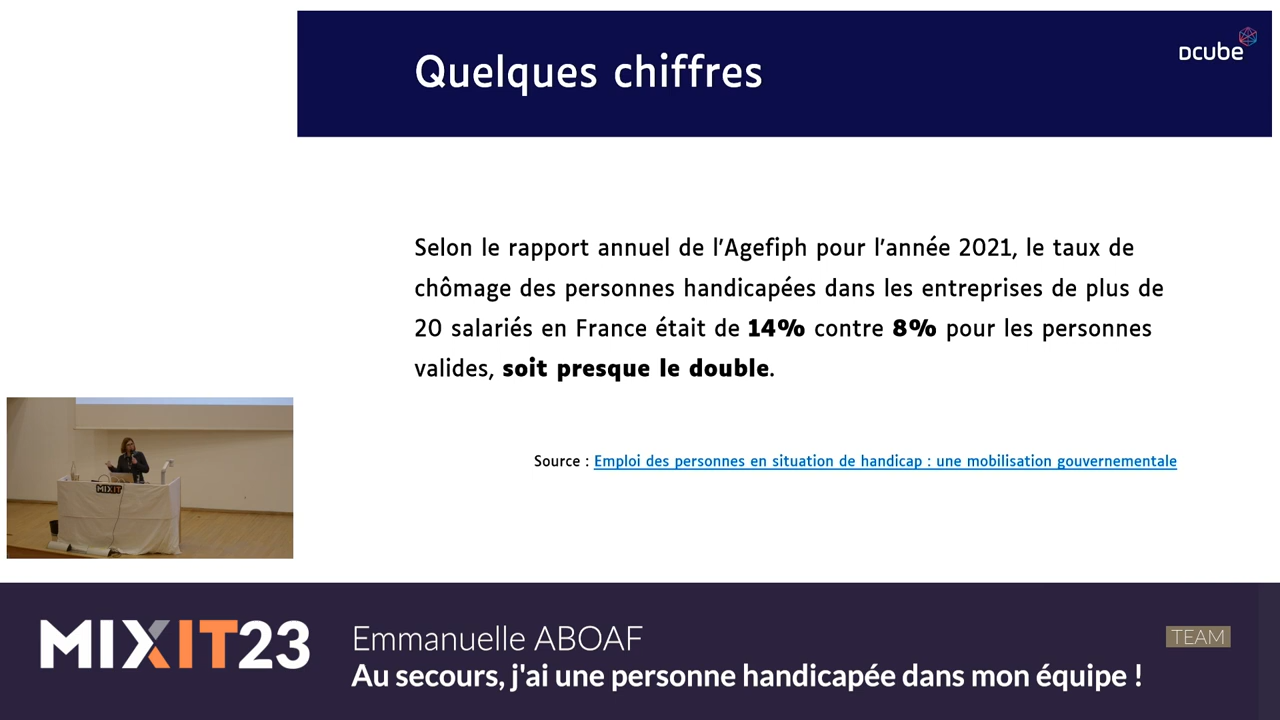 Quelques chiffres
Dcube
Selon le rapport annuel de l'Agefiph pour l'année 2021, le taux de
chômage des personnes handicapées dans les entreprises de plus de
20 salariés en France était de 14% contre 8% pour les personnes
valides, soit presque le double.
Source : Emploi des personnes en situation de handicap : une mobilisation gouvernementale
MIXIT
MIXIT23
Emmanuelle ABOAF
TEAM
Au secours, j'ai une personne handicapée dans mon équipe !